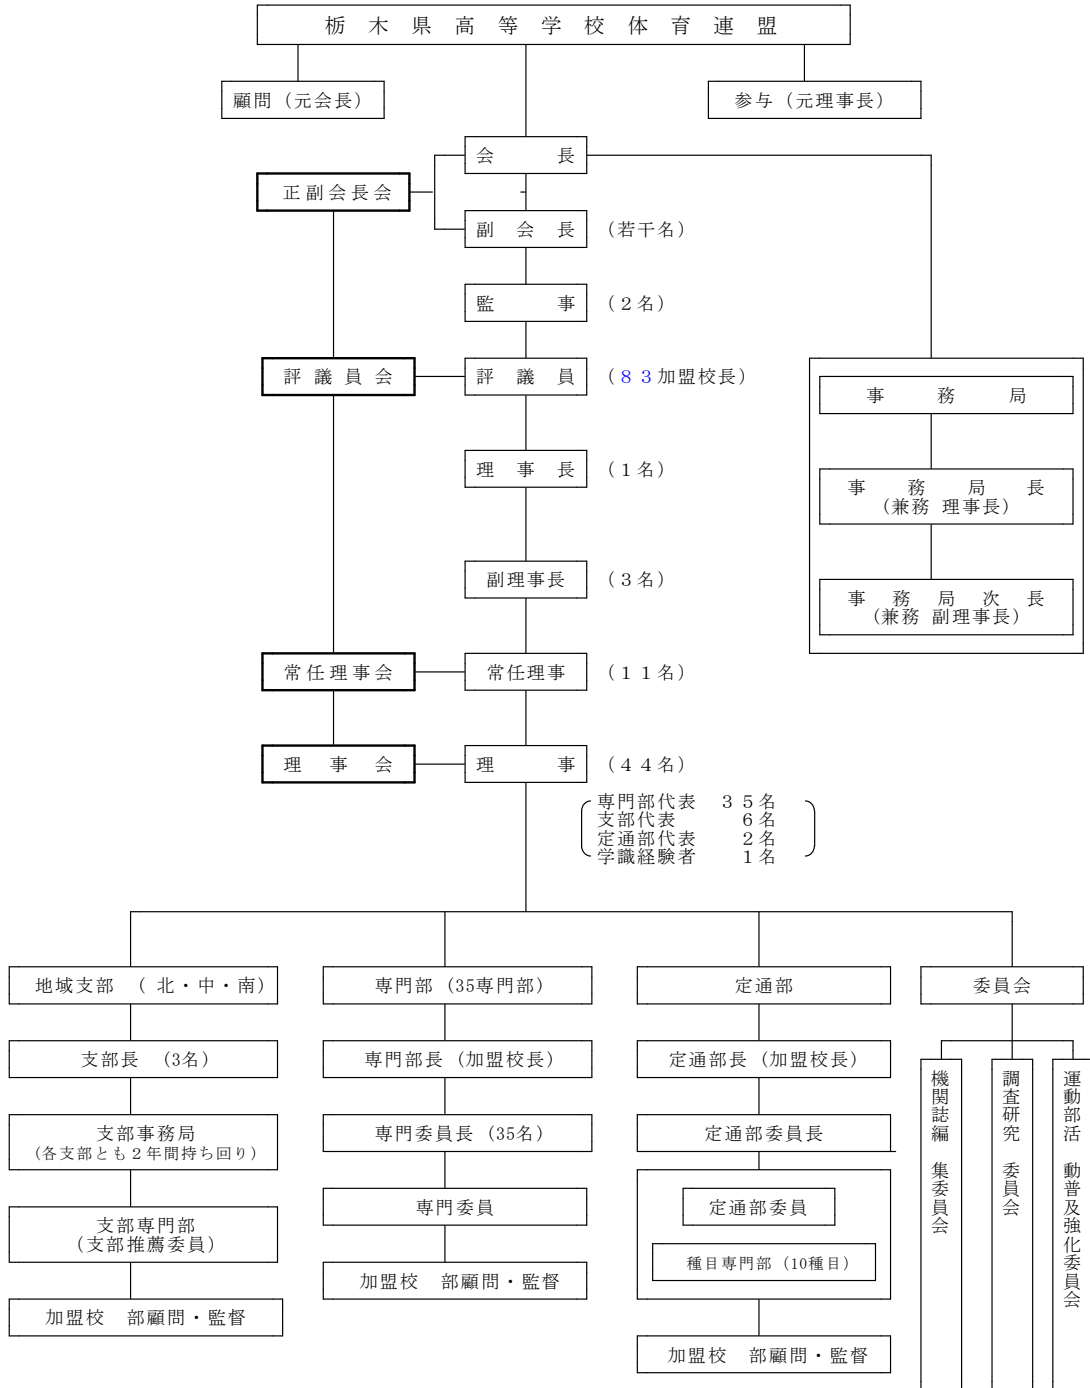 栃木県高等学校体育連盟
顧問（元会長）
参与（元理事長）
会長
正副会長会
副会長 （若干名）
監事 （２名）
評議員会
評議員 （８３加盟校長）
事務局
理事長 （１名）
事務局長
(兼務 理事長）
副理事長 （３名）
事務局次長
(兼務 副理事長）
常任理事会
常任理事 （１１名）
理事会
理事 （４４名）
専門部代表 ３５名
支部代表 ６名
定通部代表 ２名
学識経験者 １名
地域支部 （ 北・中・南）
支部長 （3名）
支部事務局
（各支部とも２年間持ち回り）
支部専門部
（支部推薦委員）
加盟校 部顧問・監督
専門部（35専門部）
専門部長（加盟校長）
専門委員長（35名）
専門委員
加盟校 部顧問・監督
定通部
定通部長（加盟校長）
定通部委員長
定通部委員
種目専門部（10種目）
加盟校 部顧問・監督
委員会
機関誌編 集委員会
調査研究 委員会
運動部活 動普及強化委員会